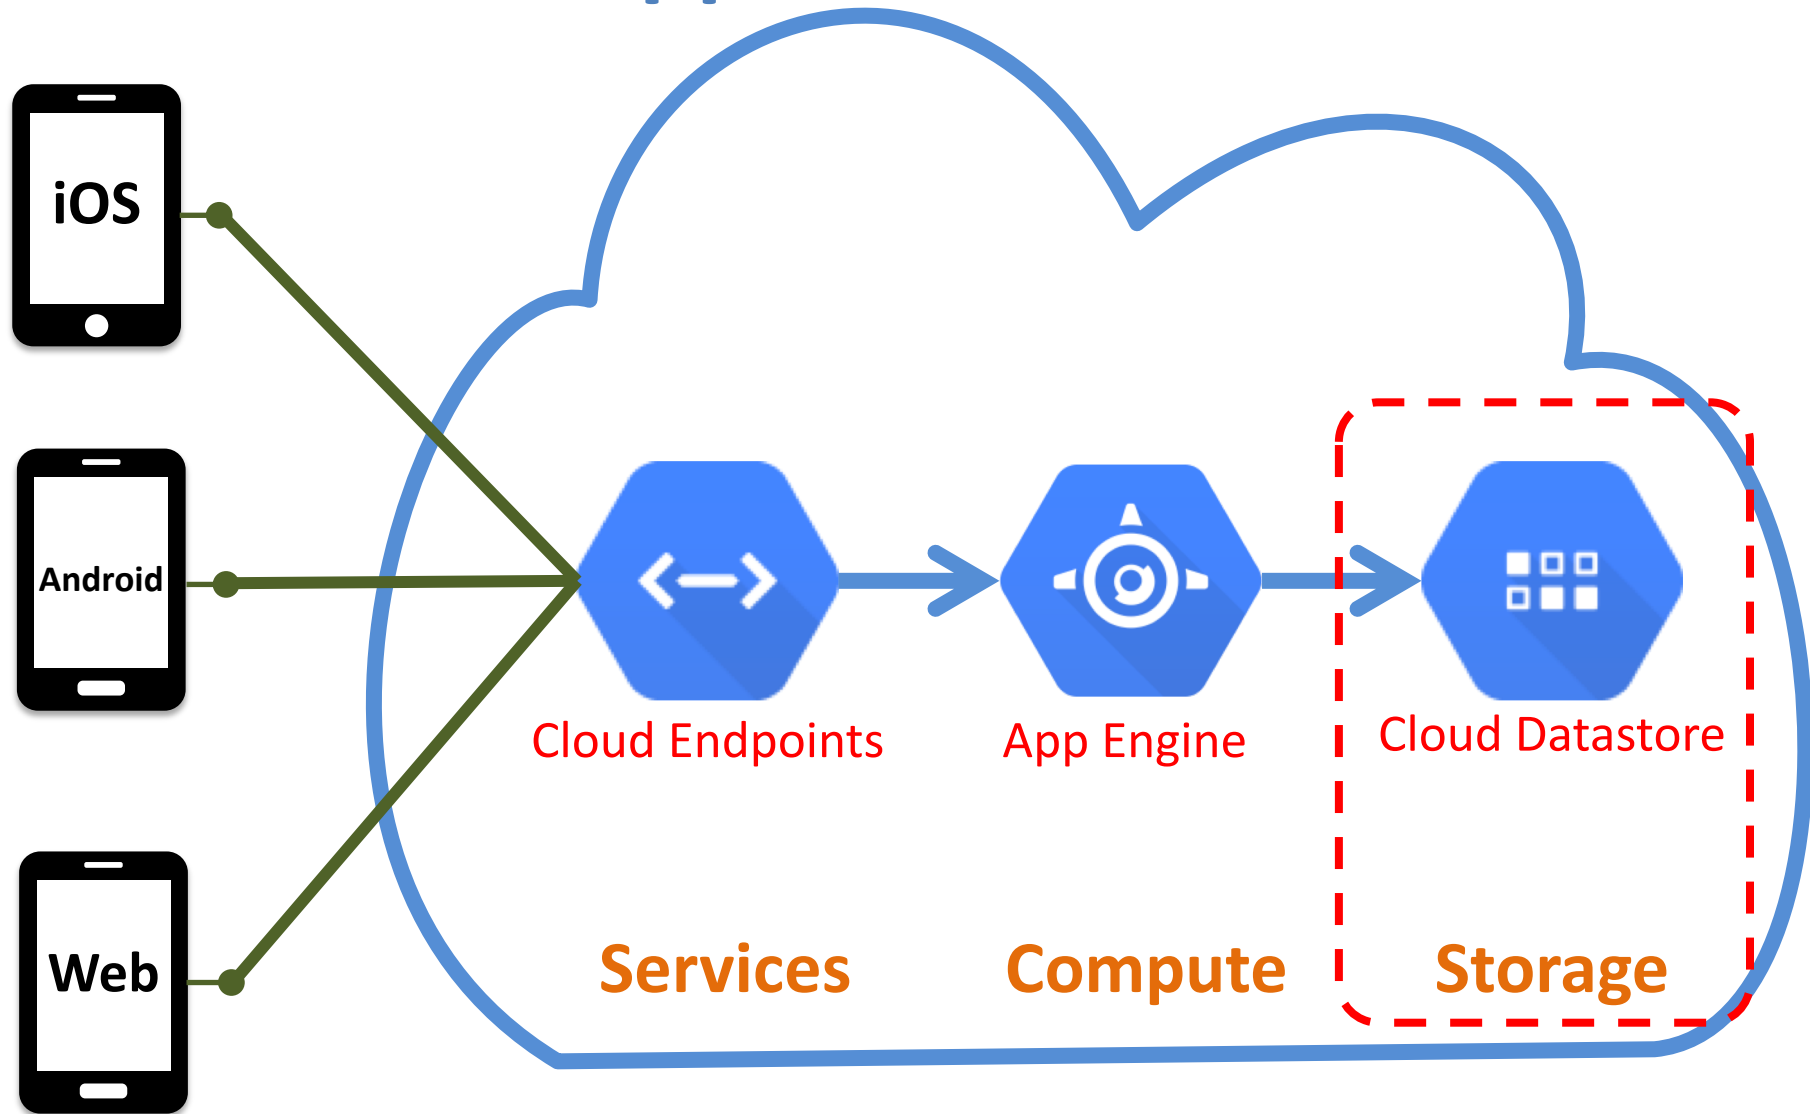 iOS
Android
Web
Cloud Endpoints
App Engine
Cloud Datastore
Services
Compute
Storage